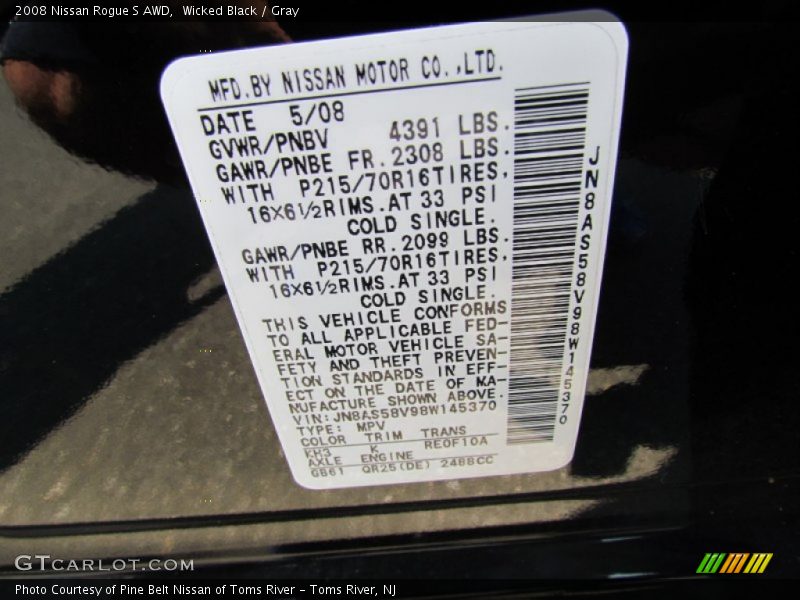 2008 Nissan Rogue S AWD,  Wicked Black / Gray
MFD.BY NISSAN MOTOR CO.,LTD.
DATE 5/08
GVWR/PNBV 4391 LBS.
GAWR/PNBE FR.2308 LBS.
WITH P215/70R16TIRES,
16X6½RIMS.AT 33 PSI
COLD SINGLE.
GAWR/PNBE RR.2099 LBS.
WITH P215/70R16TIRES,
16X6½RIMS.AT 33 PSI
COLD SINGLE.
THIS VEHICLE CONFORMS
TO ALL APPLICABLE FED-
ERAL MOTOR VEHICLE SA-
FETY AND THEFT PREVEN-
TION STANDARDS IN EFF-
ECT ON THE DATE OF MA-
NUFACTURE SHOWN ABOVE.
VIN:JN8AS58V98W145370
TYPE: MPV
COLOR TRIM TRANS
KH3 K RE0F10A
AXLE ENGINE
GB61 QR25(DE) 2488CC
JN8AS58V98W145370
GTCARLOT.COM
Photo Courtesy of Pine Belt Nissan of Toms River – Toms River, NJ